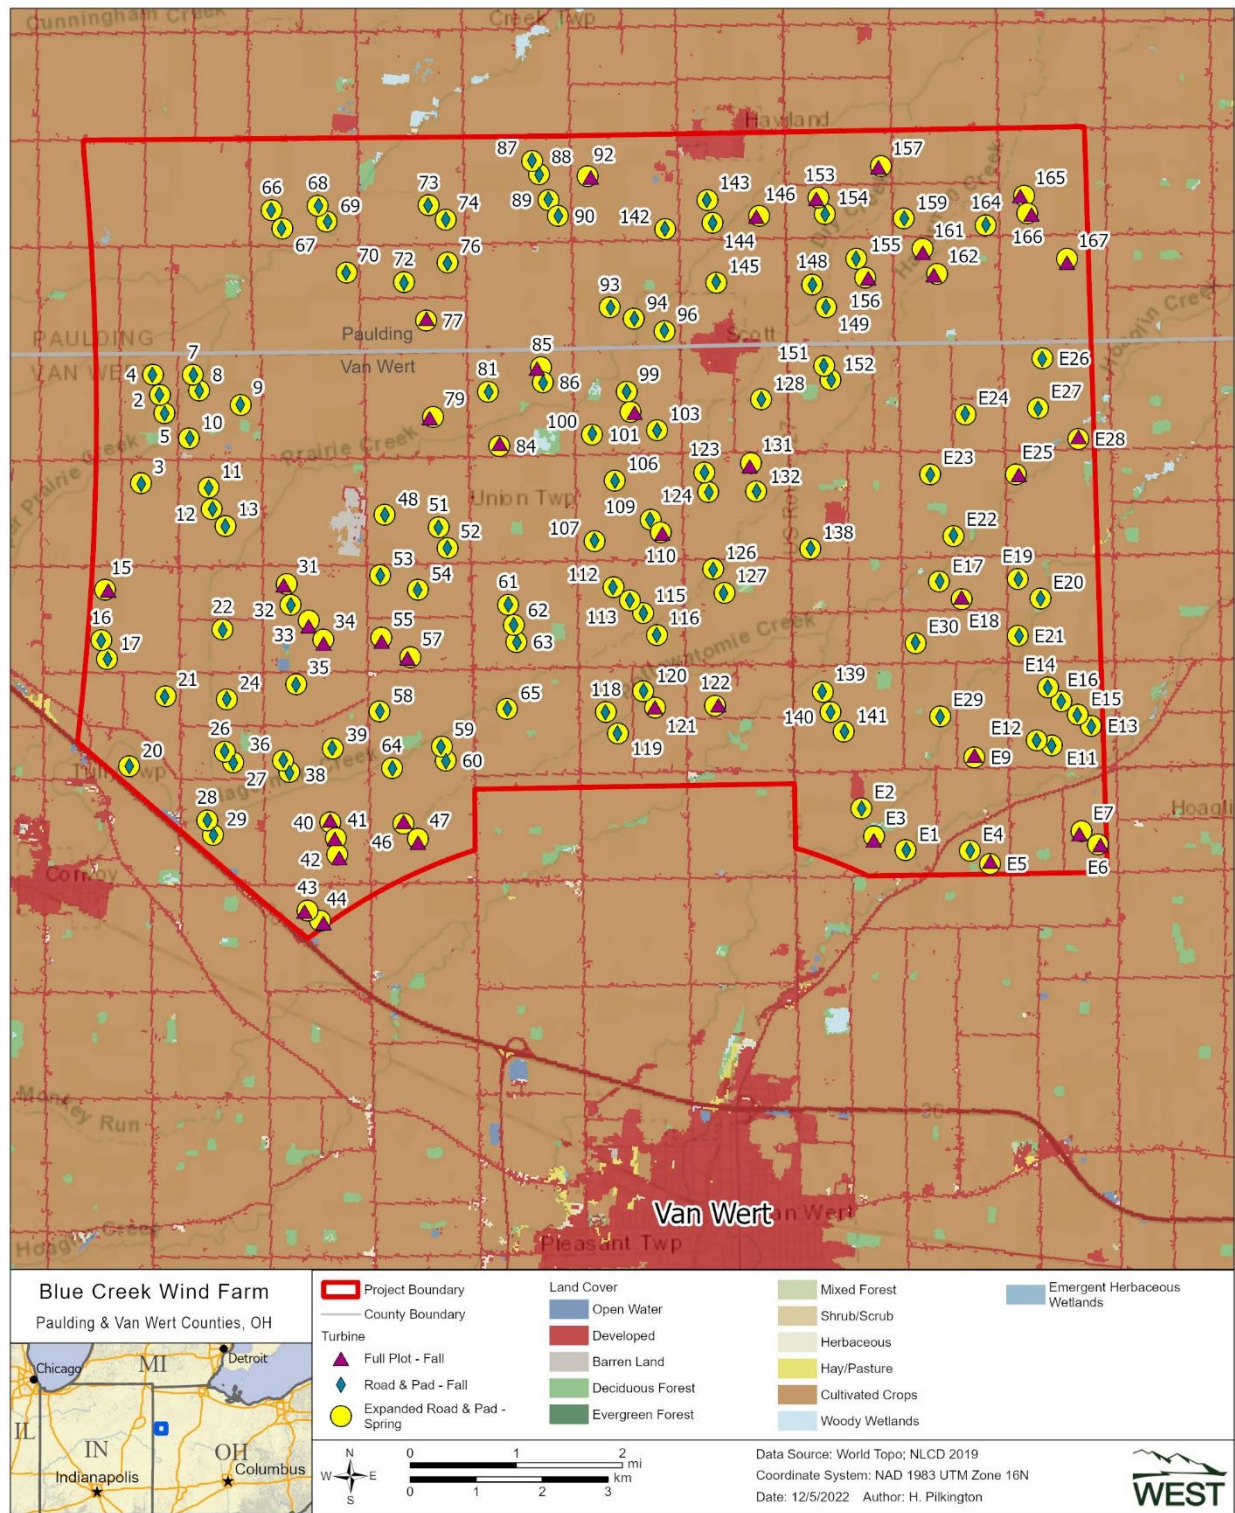 Cunningham Creek
Creek Twp
Haviland
87
88
92
157
66
68
73
89
143
146
153
154
165
69
74
90
142
159
164
67
144
161
166
70
72
76
145
148
155
162
167
93
94
96
156
149
77
PAULDING
Paulding
Scott
VAN WE
Van Wert
Hoaglin Creek
4
7
8
85
151
152
E26
2
9
81
86
99
128
E27
5
10
79
100
101
103
E24
E28
Prairie Creek
84
131
3
11
106
123
132
E23
E25
Union Twp
12
13
48
51
109
124
E22
52
107
110
138
15
31
53
54
61
112
126
127
E17
E19
E20
16
22
32
34
55
62
113
115
E18
17
33
57
63
116
E30
E21
35
Pottawatomie Creek
21
24
58
65
118
120
122
139
E14
E16
E15
26
36
39
59
121
140
141
E29
E12
E13
20
27
38
64
60
119
E9
E11
Tully Twp
28
29
40
41
47
E2
E3
E7
Hoagli
42
46
E1
E4
E5
E6
Convoy
43
44
Monkey Run
30
Van Wert
Van Wert
Hoaglin Creek
Pleasant Twp
Blue Creek Wind Farm
Paulding & Van Wert Counties, OH
MI
Detroit
Chicago
IL
IN
OH
Columbus
Indianapolis
Project Boundary
County Boundary
Turbine
Full Plot - Fall
Road & Pad - Fall
Expanded Road & Pad -
Spring
Land Cover
Open Water
Developed
Barren Land
Deciduous Forest
Evergreen Forest
Mixed Forest
Shrub/Scrub
Herbaceous
Hay/Pasture
Cultivated Crops
Woody Wetlands
Emergent Herbaceous
Wetlands
N
W E
S
0 1 2
mi
km
0 1 2 3
Data Source: World Topo; NLCD 2019
Coordinate System: NAD 1983 UTM Zone 16N
Date: 12/5/2022 Author: H. Pilkington
WEST